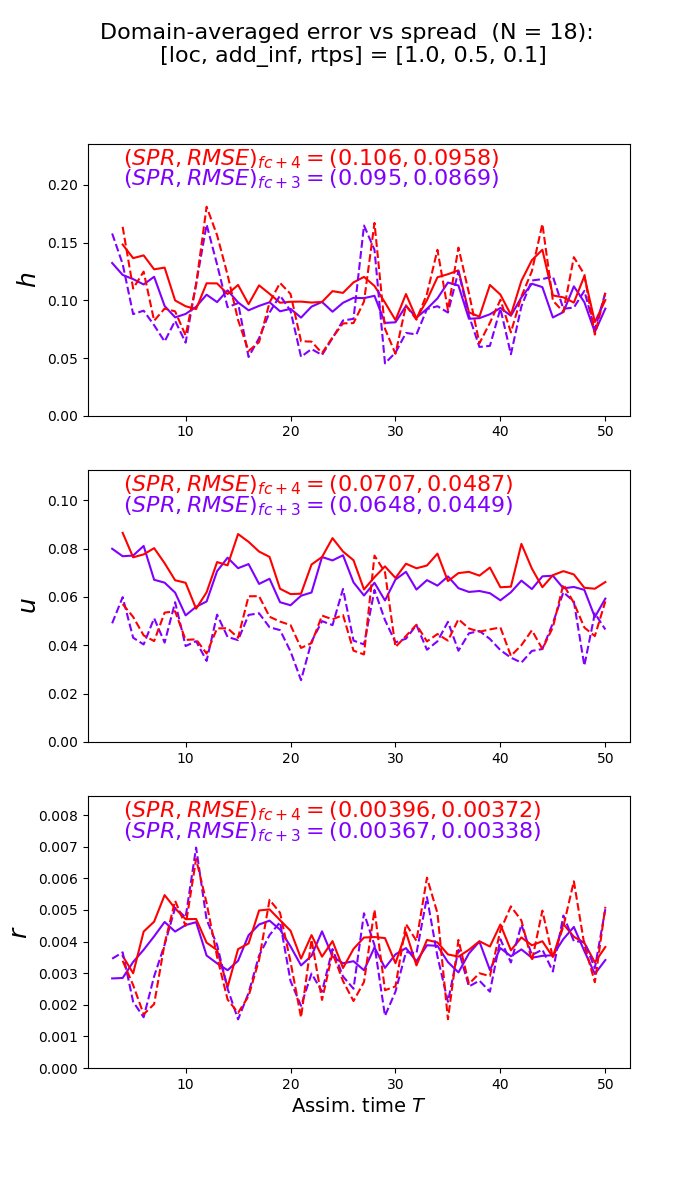 Domain-averaged error vs spread (N = 18):
[loc, add_inf, rtps] = [1.0, 0.5, 0.1]
(SPR, RMSE)fc+4 = (0.106, 0.0958)
(SPR, RMSE)fc+3 = (0.095, 0.0869)
0.20
0.15
0.10
0.05
0.00
h
10 20 30 40 50
(SPR, RMSE)fc+4 = (0.0707, 0.0487)
(SPR, RMSE)fc+3 = (0.0648, 0.0449)
0.10
0.08
0.06
0.04
0.02
0.00
u
10 20 30 40 50
(SPR, RMSE)fc+4 = (0.00396, 0.00372)
(SPR, RMSE)fc+3 = (0.00367, 0.00338)
0.008
0.007
0.006
0.005
0.004
0.003
0.002
0.001
0.000
r
10 20 30 40 50
Assim. time T